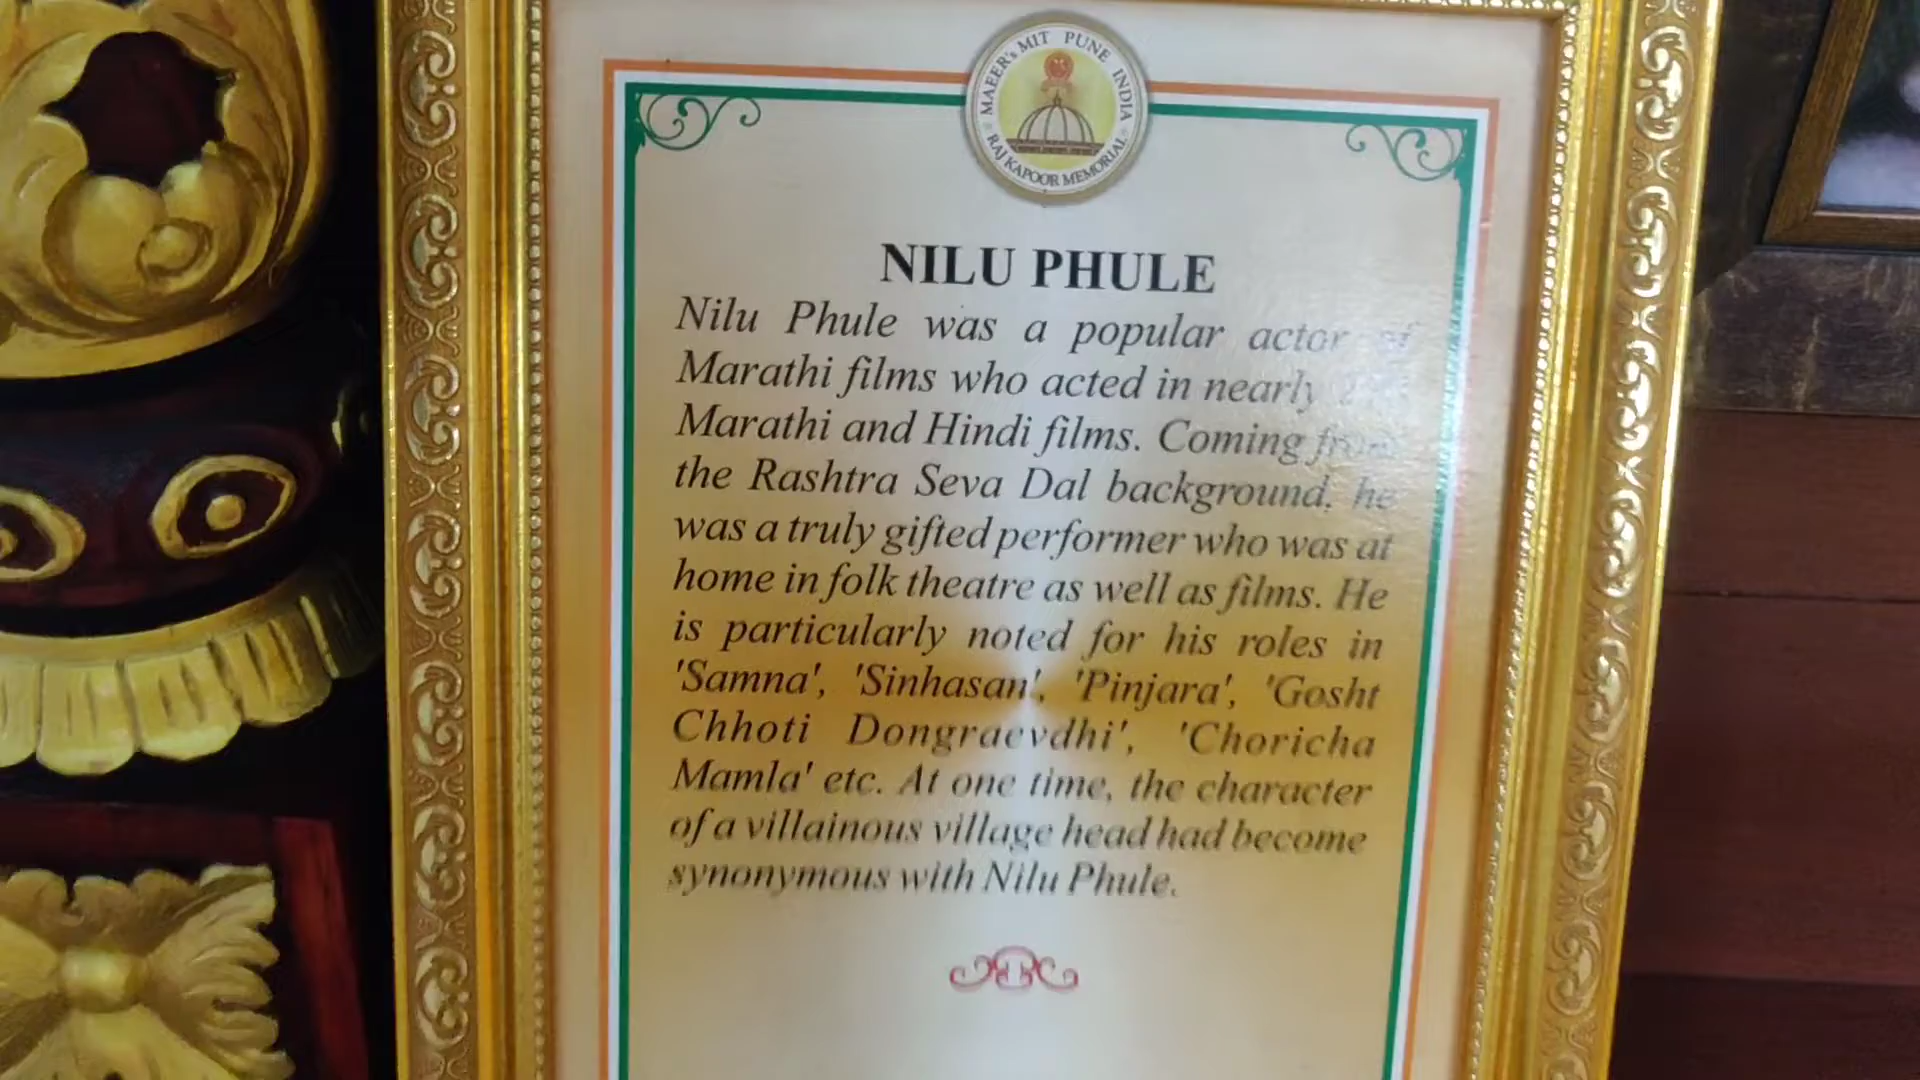 MAEER's MIT PUNE INDIA
RAJ KAPOOR MEMORIAL
NILU PHULE
Nilu Phule was a popular actor of
Marathi films who acted in nearly
Marathi and Hindi films. Coming from
the Rashtra Seva Dal background, he
was a truly gifted performer who was at
home in folk theatre as well as films. He
is particularly noted for his roles in
'Samna', 'Sinhasan', 'Pinjara', 'Gosht
Chhoti Dongraevdhi', 'Choricha
Mamla' etc. At one time, the character
of a villainous village head had become
synonymous with Nilu Phule.